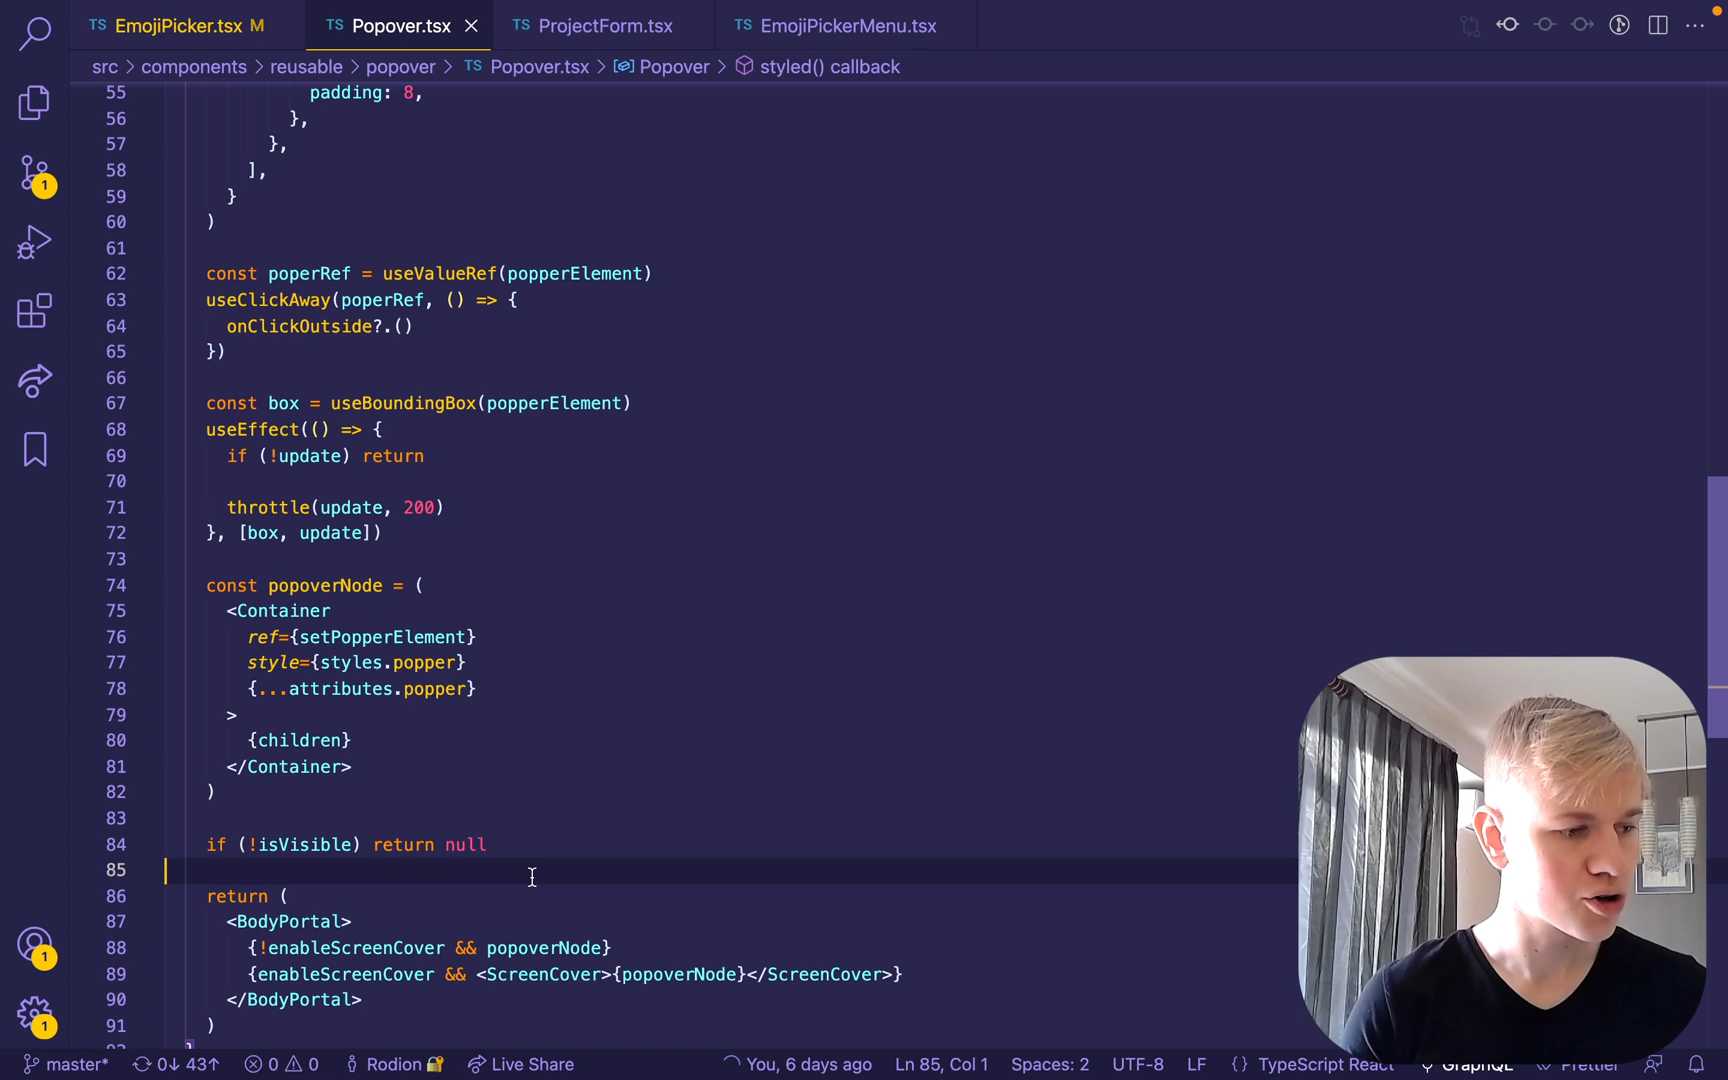 TS EmojiPicker.tsx M
TS Popover.tsx
TS ProjectForm.tsx
TS EmojiPickerMenu.tsx
src > components > reusable > popover > TS Popover.tsx > Popover > styled() callback
55 padding: 8,
56 },
57 },
58 ],
59 }
60 )
61
62 const poperRef = useValueRef(popperElement)
63 useClickAway(poperRef, () => {
64 onClickOutside?.()
65 })
66
67 const box = useBoundingBox(popperElement)
68 useEffect(() => {
69 if (!update) return
70
71 throttle(update, 200)
72 }, [box, update])
73
74 const popoverNode = (
75 <Container
76 ref={setPopperElement}
77 style={styles.popper}
78 {...attributes.popper}
79 >
80 {children}
81 </Container>
82 )
83
84 if (!isVisible) return null
85
86 return (
87 <BodyPortal>
88 {!enableScreenCover && popoverNode}
89 {enableScreenCover && <ScreenCover>{popoverNode}</ScreenCover>}
90 </BodyPortal>
91 )
1
1
1
master* 0↓ 43↑ 0 0 Rodion Live Share You, 6 days ago Ln 85, Col 1 Spaces: 2 UTF-8 LF {} TypeScript React GraphQL Prettier